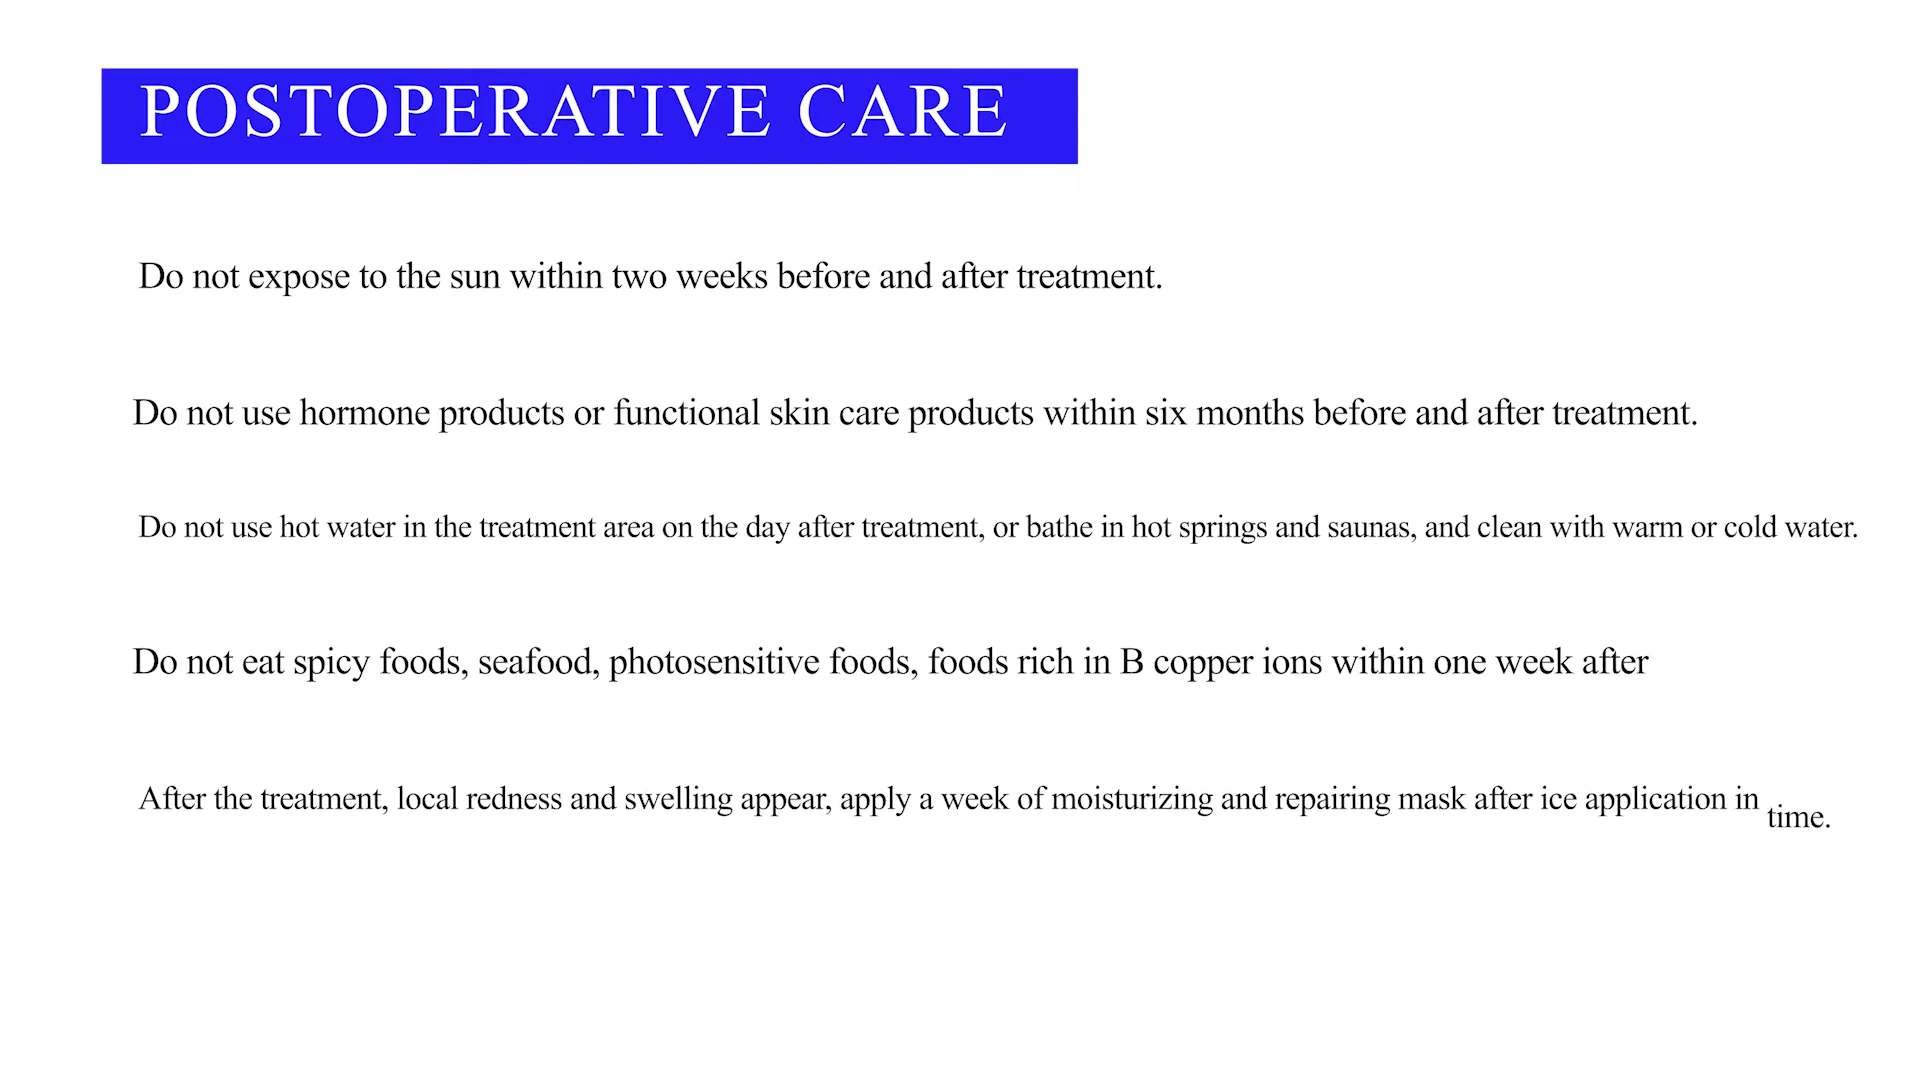 POSTOPERATIVE CARE
Do not expose to the sun within two weeks before and after treatment.
Do not use hormone products or functional skin care products within six months before and after treatment.
Do not use hot water in the treatment area on the day after treatment, or bathe in hot springs and saunas, and clean with warm or cold water.
Do not eat spicy foods, seafood, photosensitive foods, foods rich in B copper ions within one week after
After the treatment, local redness and swelling appear, apply a week of moisturizing and repairing mask after ice application in
time.